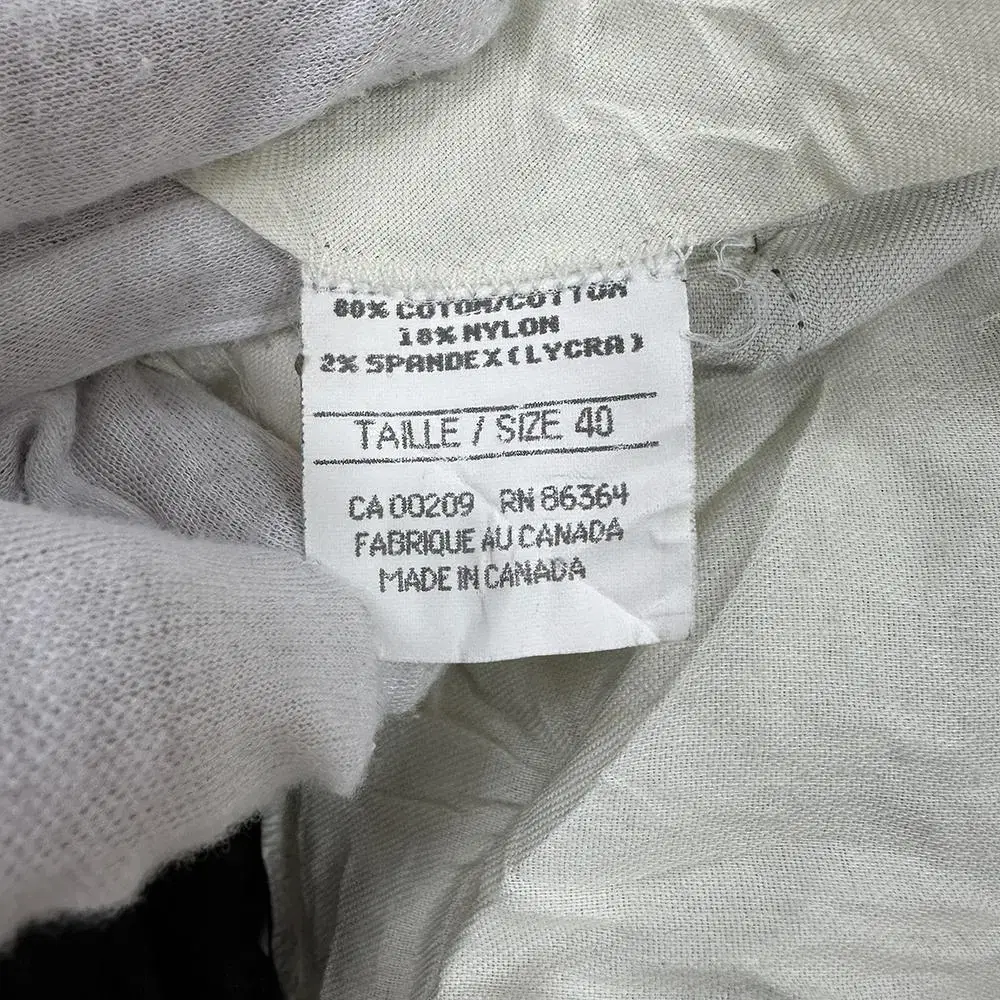 80% COTON/COTTON
18% NYLON
2% SPANDEX(LYCRA)
TAILLE / SIZE 40
CA 00209 RN 86364
FABRIQUE AU CANADA
MADE IN CANADA